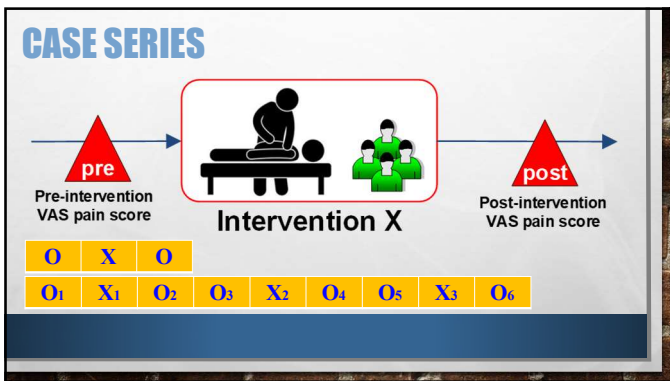 CASE SERIES
pre
post
Pre-intervention
VAS pain score
Intervention X
Post-intervention
VAS pain score
O X O
O₁ X₁ O₂ O₃ X₂ O₄ O₅ X₃ O₆